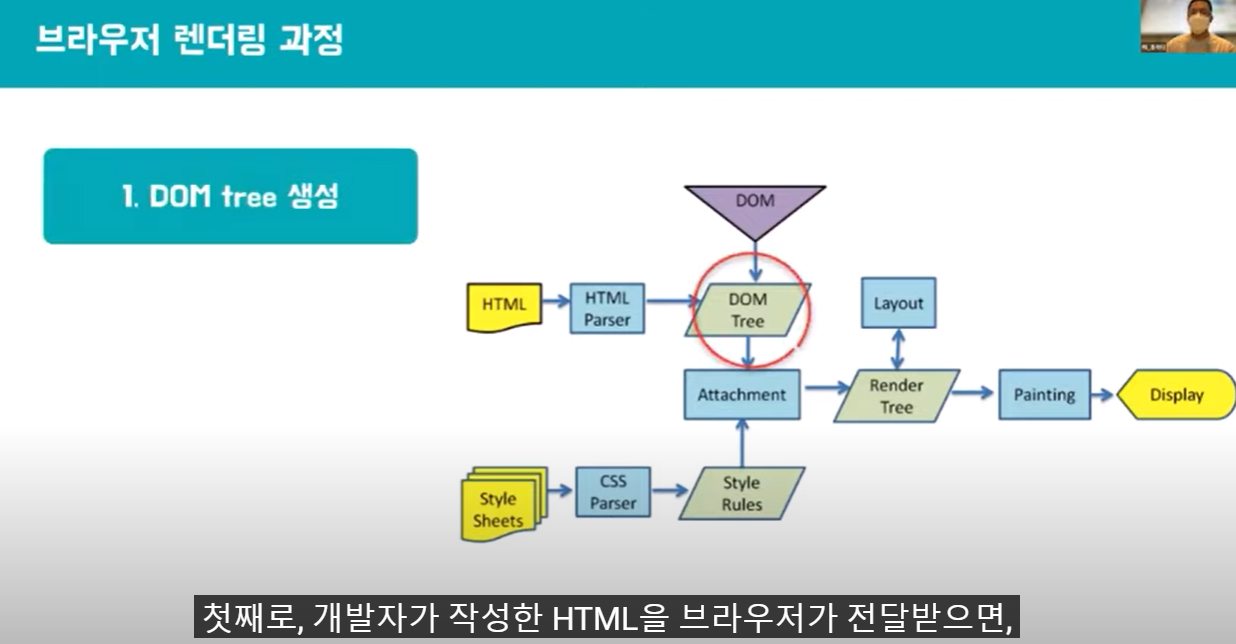 브라우저 렌더링 과정
1. DOM tree 생성
DOM
HTML
HTML
Parser
DOM
Tree
Layout
Attachment
Render
Tree
Painting
Display
Style
Sheets
CSS
Parser
Style
Rules
첫째로, 개발자가 작성한 HTML을 브라우저가 전달받으면,